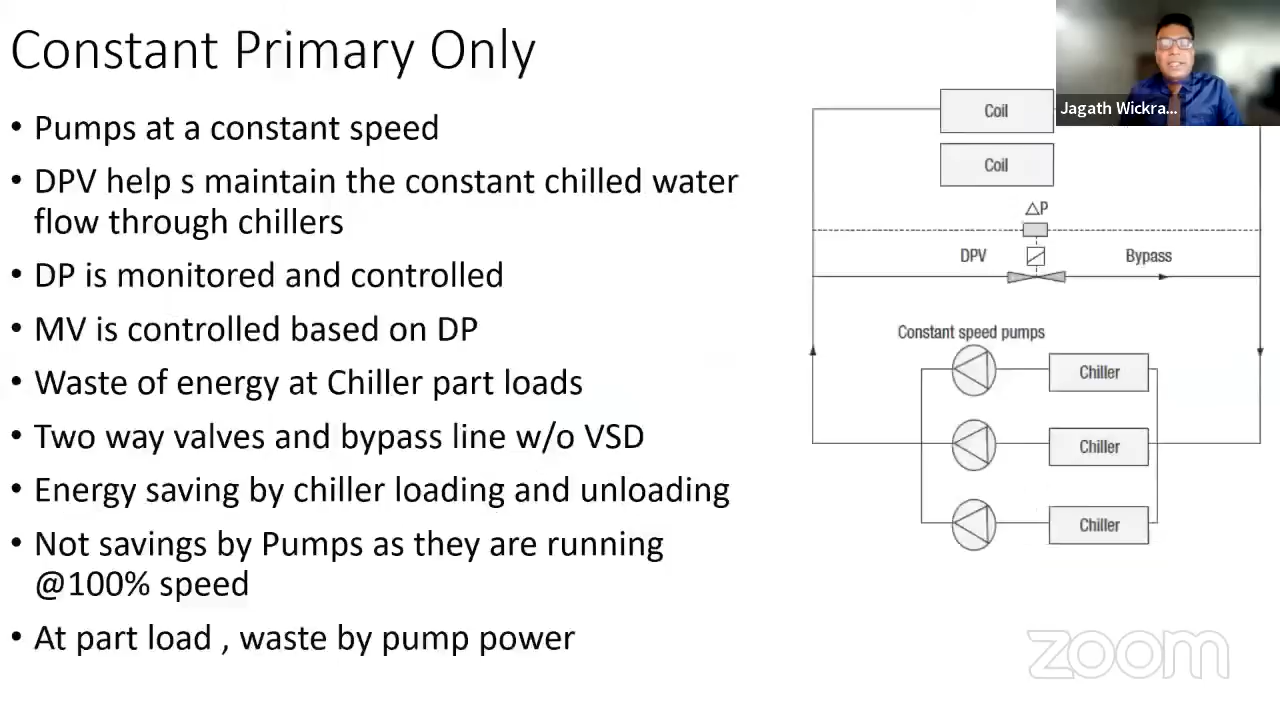 Constant Primary Only
• Pumps at a constant speed
• DPV help s maintain the constant chilled water
flow through chillers
• DP is monitored and controlled
• MV is controlled based on DP
• Waste of energy at Chiller part loads
• Two way valves and bypass line w/o VSD
• Energy saving by chiller loading and unloading
• Not savings by Pumps as they are running
@100% speed
• At part load , waste by pump power
Jagath Wickra...
Coil
Coil
△P
DPV
Bypass
Constant speed pumps
Chiller
Chiller
Chiller
zoom